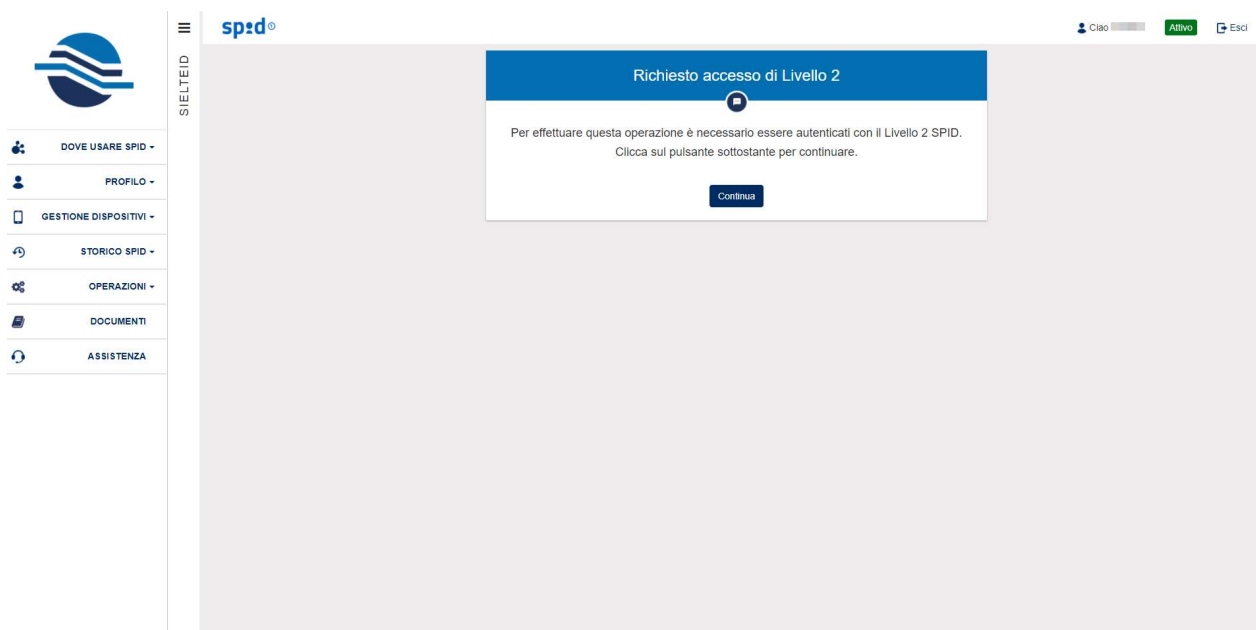 spid
Ciao
Attivo
Esci
SIELTEID
DOVE USARE SPID
PROFILO
GESTIONE DISPOSITIVI
STORICO SPID
OPERAZIONI
DOCUMENTI
ASSISTENZA
Richiesto accesso di Livello 2
Per effettuare questa operazione è necessario essere autenticati con il Livello 2 SPID.
Clicca sul pulsante sottostante per continuare.
Continua